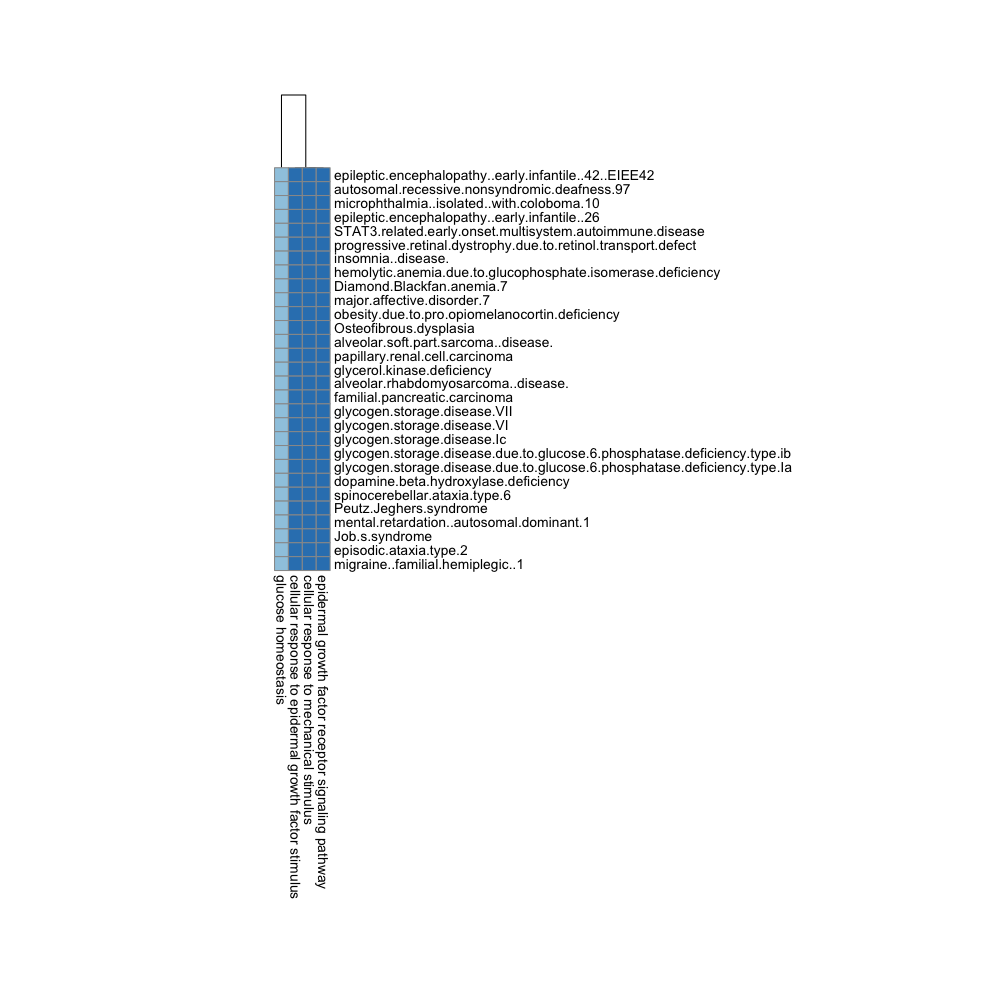 epileptic.encephalopathy..early.infantile..42..EIEE42
autosomal.recessive.nonsyndromic.deafness.97
microphthalmia..isolated..with.coloboma.10
epileptic.encephalopathy..early.infantile..26
STAT3.related.early.onset.multisystem.autoimmune.disease
progressive.retinal.dystrophy.due.to.retinol.transport.defect
insomnia..disease.
hemolytic.anemia.due.to.glucophosphate.isomerase.deficiency
Diamond.Blackfan.anemia.7
major.affective.disorder.7
obesity.due.to.pro.opiomelanocortin.deficiency
Osteofibrous.dysplasia
alveolar.soft.part.sarcoma..disease.
papillary.renal.cell.carcinoma
glycerol.kinase.deficiency
alveolar.rhabdomyosarcoma..disease.
familial.pancreatic.carcinoma
glycogen.storage.disease.VII
glycogen.storage.disease.VI
glycogen.storage.disease.Ic
glycogen.storage.disease.due.to.glucose.6.phosphatase.deficiency.type.ib
glycogen.storage.disease.due.to.glucose.6.phosphatase.deficiency.type.Ia
dopamine.beta.hydroxylase.deficiency
spinocerebellar.ataxia.type.6
Peutz.Jeghers.syndrome
mental.retardation..autosomal.dominant.1
Job.s.syndrome
episodic.ataxia.type.2
migraine..familial.hemiplegic..1
glucose homeostasis
cellular response to epidermal growth factor stimulus
cellular response to mechanical stimulus
epidermal growth factor receptor signaling pathway